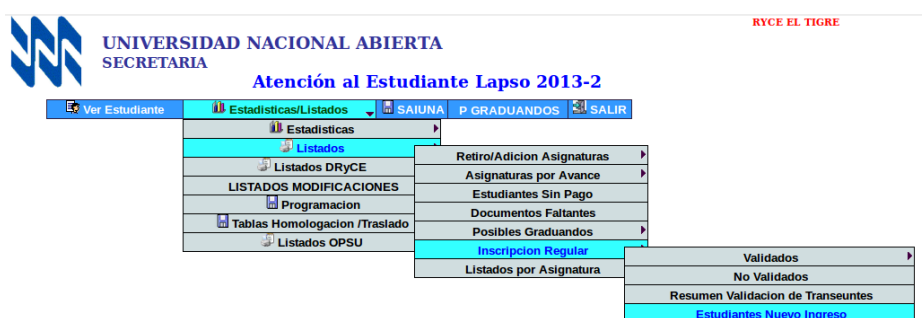 RYCE EL TIGRE
UNIVERSIDAD NACIONAL ABIERTA
SECRETARIA
Atención al Estudiante Lapso 2013-2
Ver Estudiante
Estadisticas/Listados
SAIUNA
P GRADUANDOS
SALIR
Estadisticas
Listados
Listados DRyCE
LISTADOS MODIFICACIONES
Programacion
Tablas Homologacion /Traslado
Listados OPSU
Retiro/Adicion Asignaturas
Asignaturas por Avance
Estudiantes Sin Pago
Documentos Faltantes
Posibles Graduandos
Inscripcion Regular
Listados por Asignatura
Validados
No Validados
Resumen Validacion de Transeuntes
Estudiantes Nuevo Ingreso